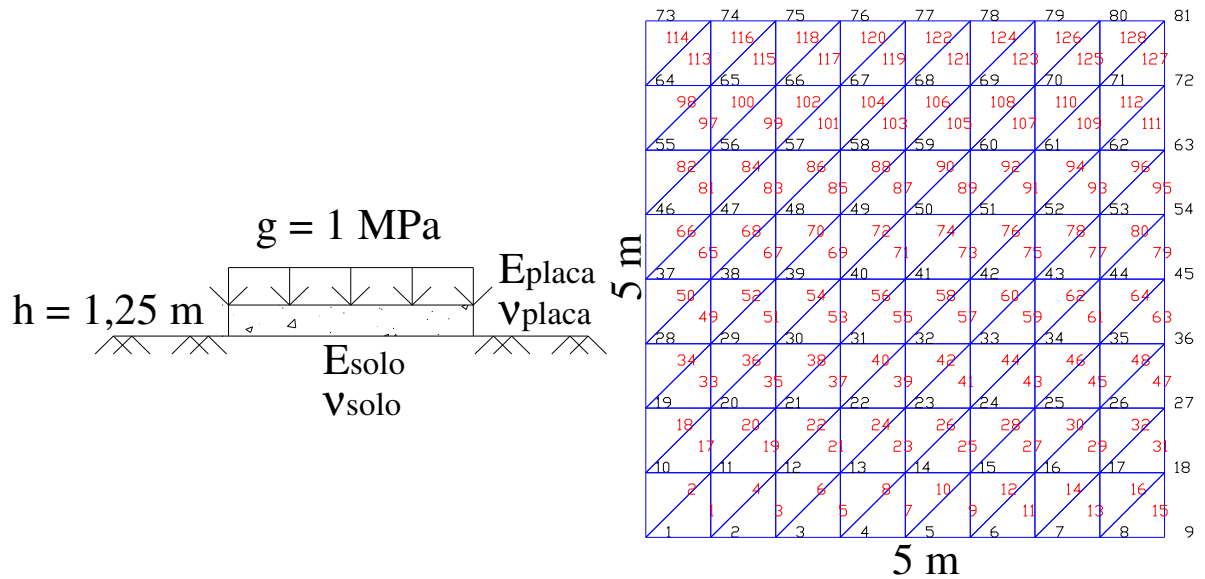 g = 1 MPa
h = 1,25 m
Eplaca
νplaca
Esolo
νsolo
73 74 75 76 77 78 79 80 81
114 116 118 120 122 124 126 128
113 115 117 119 121 123 125 127
64 65 66 67 68 69 70 71 72
98 100 102 104 106 108 110 112
97 99 101 103 105 107 109 111
55 56 57 58 59 60 61 62 63
82 84 86 88 90 92 94 96
81 83 85 87 89 91 93 95
46 47 48 49 50 51 52 53 54
66 68 70 72 74 76 78 80
65 67 69 71 73 75 77 79
37 38 39 40 41 42 43 44 45
50 52 54 56 58 60 62 64
49 51 53 55 57 59 61 63
28 29 30 31 32 33 34 35 36
34 36 38 40 42 44 46 48
33 35 37 39 41 43 45 47
19 20 21 22 23 24 25 26 27
18 20 22 24 26 28 30 32
17 19 21 23 25 27 29 31
10 11 12 13 14 15 16 17 18
2 4 6 8 10 12 14 16
1 3 5 7 9 11 13 15
1 2 3 4 5 6 7 8 9
5 m
5 m